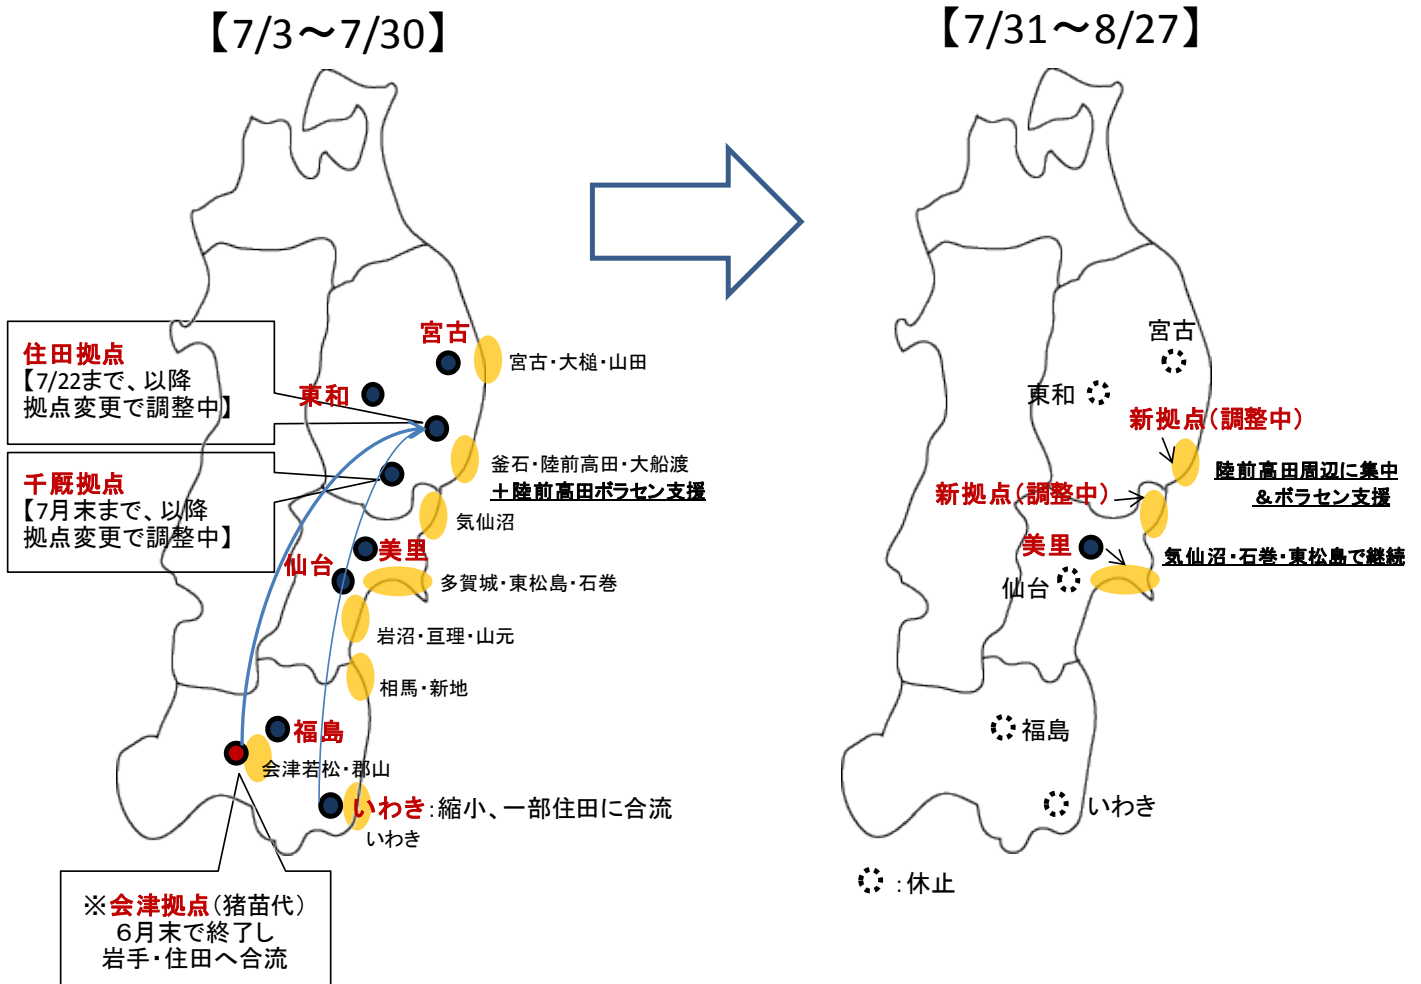 【7/3～7/30】
【7/31～8/27】
宮古
宮古・大槌・山田
住田拠点
【7/22まで、以降
拠点変更で調整中】
東和
釜石・陸前高田・大船渡
＋陸前高田ボラセン支援
千厩拠点
【7月末まで、以降
拠点変更で調整中】
気仙沼
美里
仙台
多賀城・東松島・石巻
岩沼・亘理・山元
相馬・新地
福島
会津若松・郡山
いわき：縮小、一部住田に合流
いわき
※会津拠点（猪苗代）
６月末で終了し
岩手・住田へ合流
宮古
東和
新拠点（調整中）
陸前高田周辺に集中
＆ボラセン支援
新拠点（調整中）
美里
気仙沼・石巻・東松島で継続
仙台
福島
いわき
：休止